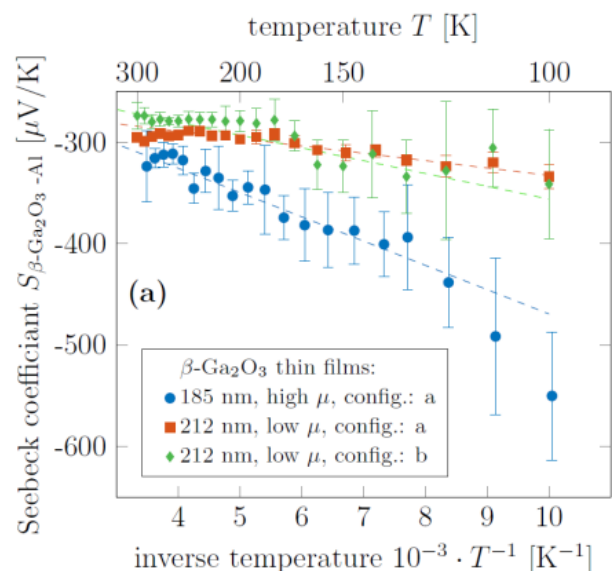 temperature T [K]
300 200 150 100
Seebeck coefficiant S β-Ga₂O₃ -Al [μV/K]
-300
-400
-500
-600
(a)
β-Ga₂O₃ thin films:
185 nm, high μ, config.: a
212 nm, low μ, config.: a
212 nm, low μ, config.: b
4 5 6 7 8 9 10
inverse temperature 10⁻³ · T⁻¹ [K⁻¹]